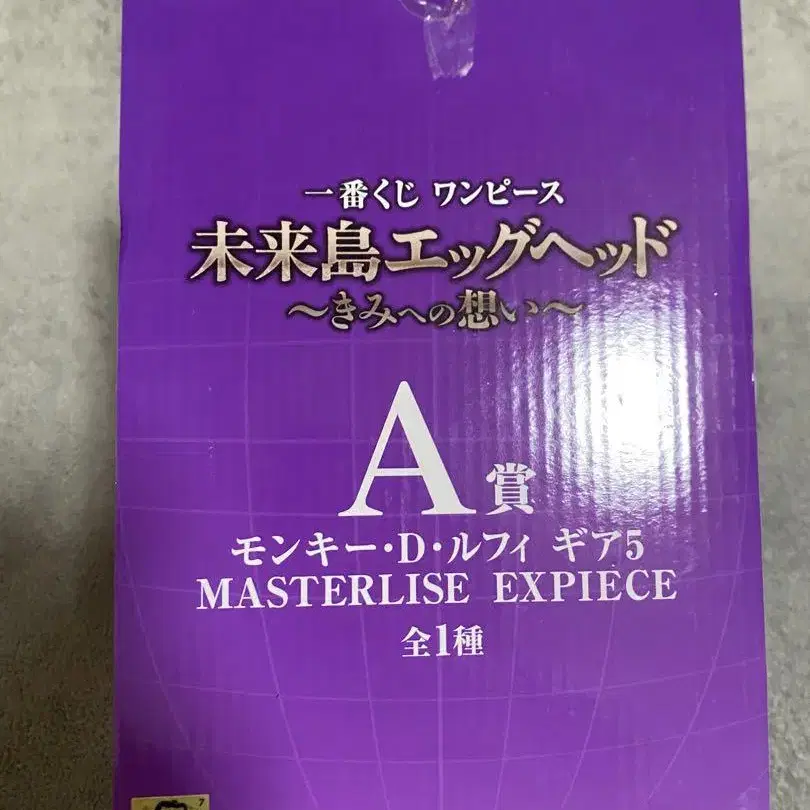 一番くじ ワンピース
未来島エッグヘッド
～きみへの想い～
A賞
モンキー・D・ルフィ ギア5
MASTERLISE EXPIECE
全1種
7